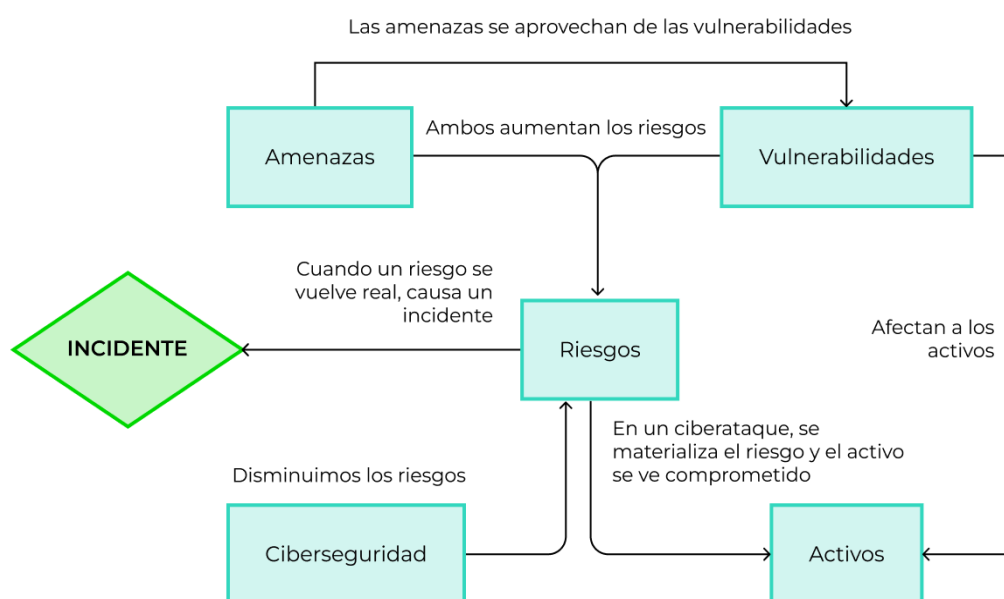 Las amenazas se aprovechan de las vulnerabilidades
Amenazas
Ambos aumentan los riesgos
Vulnerabilidades
Cuando un riesgo se
vuelve real, causa un
incidente
INCIDENTE
Riesgos
Afectan a los
activos
En un ciberataque, se
materializa el riesgo y el activo
se ve comprometido
Disminuimos los riesgos
Ciberseguridad
Activos